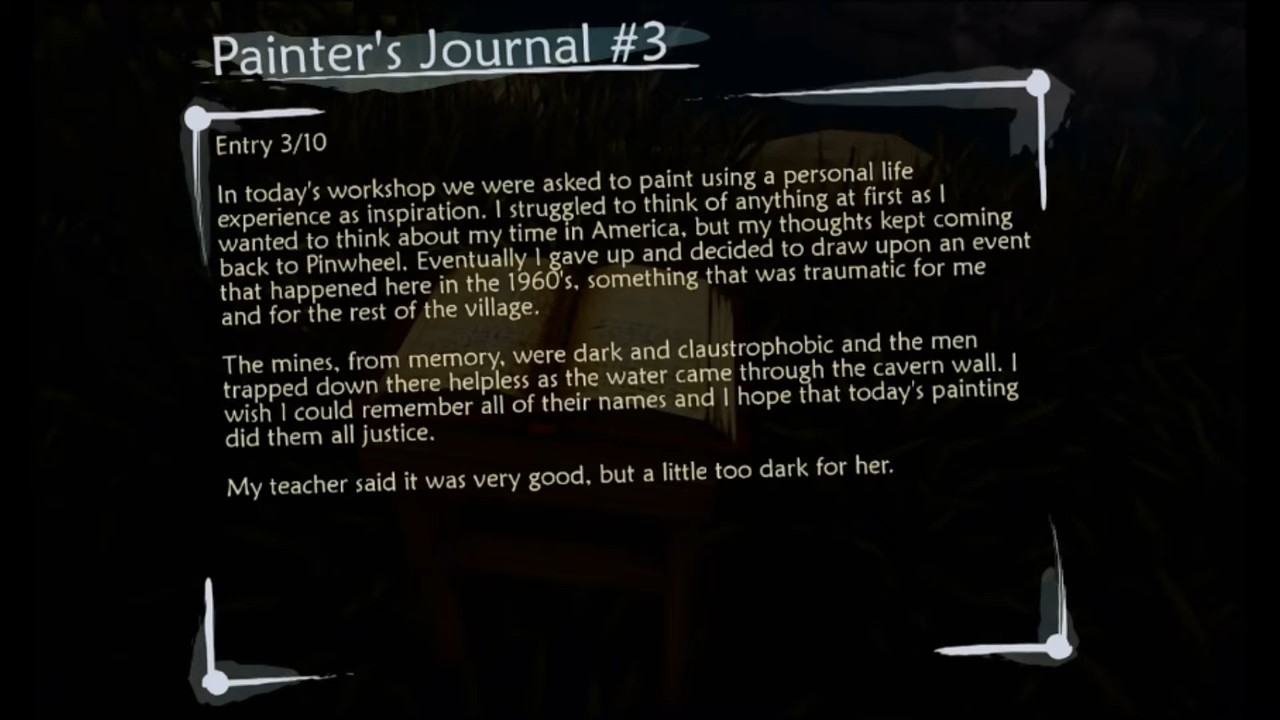 Painter's Journal #3
Entry 3/10
In today's workshop we were asked to paint using a personal life
experience as inspiration. I struggled to think of anything at first as I
wanted to think about my time in America, but my thoughts kept coming
back to Pinwheel. Eventually I gave up and decided to draw upon an event
that happened here in the 1960's, something that was traumatic for me
and for the rest of the village.
The mines, from memory, were dark and claustrophobic and the men
trapped down there helpless as the water came through the cavern wall. I
wish I could remember all of their names and I hope that today's painting
did them all justice.
My teacher said it was very good, but a little too dark for her.